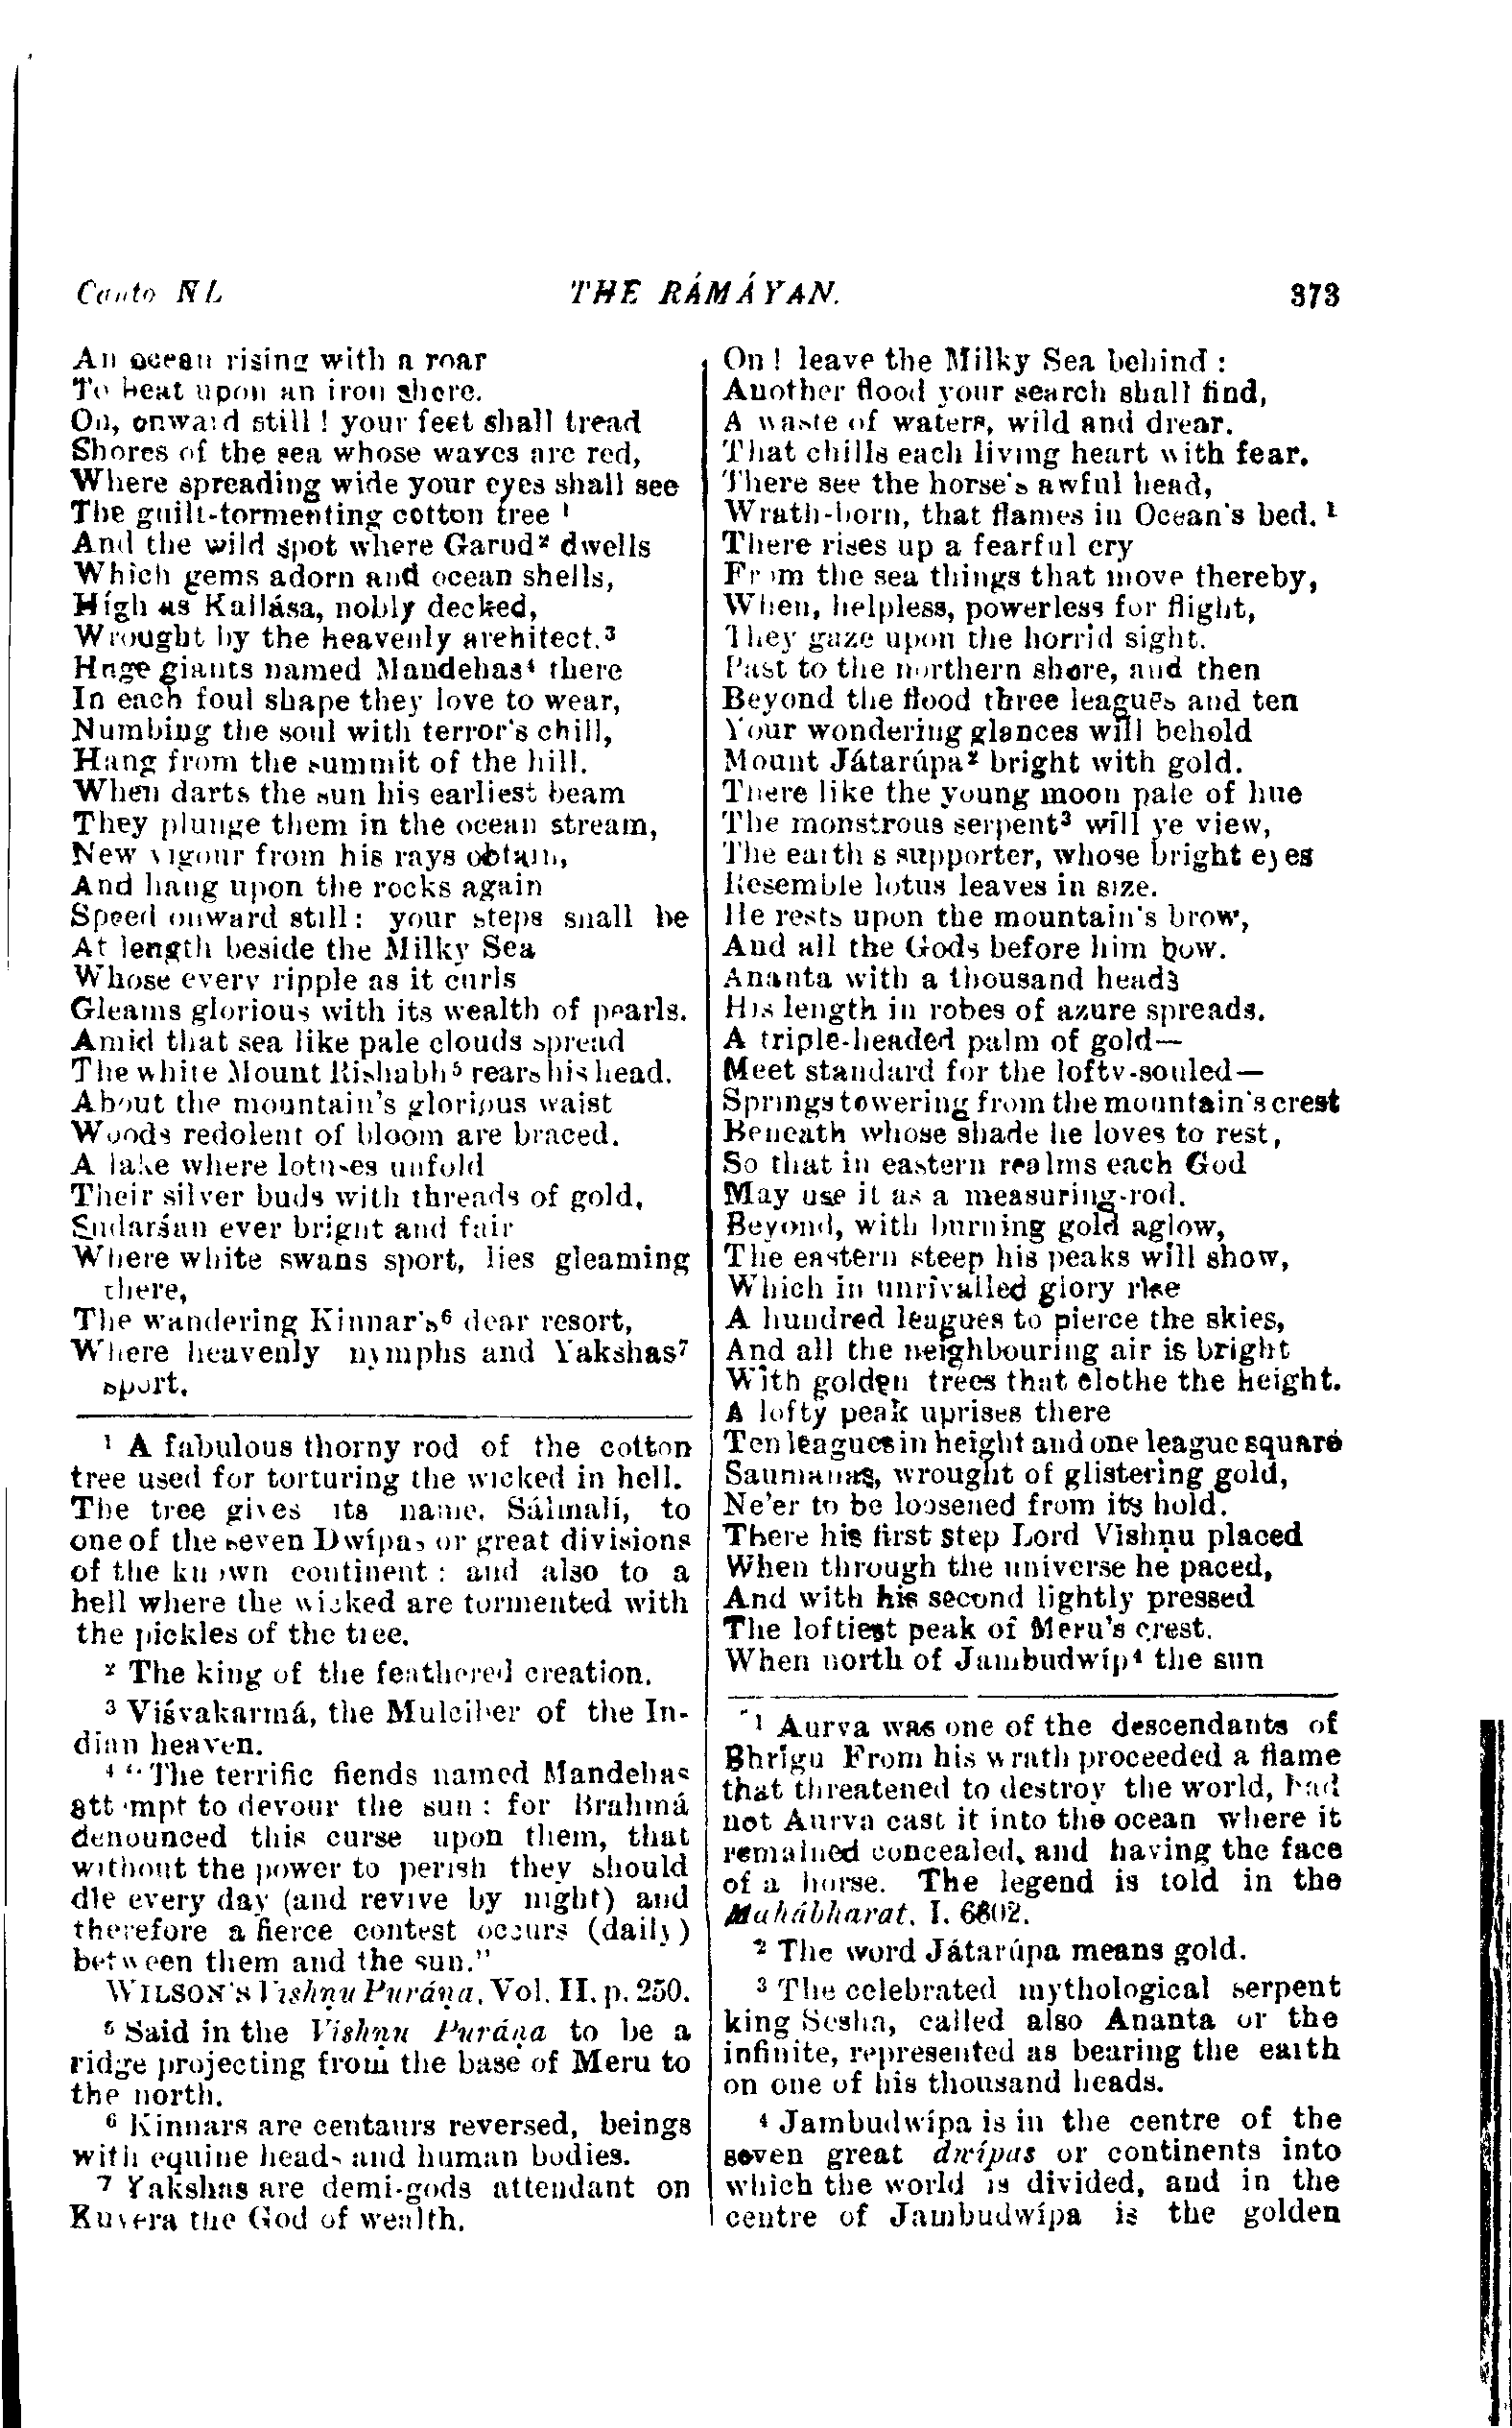 Canto XL THE RÁMÁYAN. 373
An ocean rising with a roar
To beat upon an iron shore.
On, onward still! your feet shall tread
Shores of the sea whose waves are red,
Where spreading wide your eyes shall see
The guilt-tormenting cotton tree ¹
And the wild spot where Garud² dwells
Which gems adorn and ocean shells,
High as Kailása, nobly decked,
Wrought by the heavenly architect.³
Huge giants named Mandehas⁴ there
In each foul shape they love to wear,
Numbing the soul with terror's chill,
Hang from the summit of the hill.
When darts the sun his earliest beam
They plunge them in the ocean stream,
New vigour from his rays obtain,
And hang upon the rocks again
Speed onward still: your steps shall be
At length beside the Milky Sea
Whose every ripple as it curls
Gleams glorious with its wealth of pearls.
Amid that sea like pale clouds spread
The white Mount Rishabh⁵ rears his head.
About the mountain's glorious waist
Woods redolent of bloom are braced.
A lake where lotuses unfold
Their silver buds with threads of gold,
Sudarśan ever bright and fair
Where white swans sport, lies gleaming
there,
The wandering Kinnar's⁶ dear resort,
Where heavenly nymphs and Yakshas⁷
sport.
¹ A fabulous thorny rod of the cotton
tree used for torturing the wicked in hell.
The tree gives its name, Sálmalí, to
one of the seven Dwípas or great divisions
of the known continent: and also to a
hell where the wicked are tormented with
the pickles of the tree.
² The king of the feathered creation.
³ Viśvakarmá, the Mulciber of the In-
dian heaven.
⁴ "The terrific fiends named Mandehas
attempt to devour the sun: for Brahmá
denounced this curse upon them, that
without the power to perish they should
die every day (and revive by night) and
therefore a fierce contest occurs (daily)
between them and the sun."
WILSON'S Vishṇu Puráṇa, Vol. II. p. 250.
⁵ Said in the Vishṇu Puráṇa to be a
ridge projecting from the base of Meru to
the north.
⁶ Kinnars are centaurs reversed, beings
with equine heads and human bodies.
⁷ Yakshas are demi-gods attendant on
Kuvera the God of wealth.
On! leave the Milky Sea behind:
Another flood your search shall find,
A waste of waters, wild and drear.
That chills each living heart with fear.
There see the horse's awful head,
Wrath-born, that flames in Ocean's bed. ¹
There rises up a fearful cry
From the sea things that move thereby,
When, helpless, powerless for flight,
They gaze upon the horrid sight.
Past to the northern shore, and then
Beyond the flood three leagues and ten
Your wondering glances will behold
Mount Játarúpa² bright with gold.
There like the young moon pale of hue
The monstrous serpent³ will ye view,
The earth's supporter, whose bright eyes
Resemble lotus leaves in size.
He rests upon the mountain's brow,
And all the Gods before him bow.
Ananta with a thousand heads
His length in robes of azure spreads.
A triple-headed palm of gold—
Meet standard for the lofty-souled—
Springs towering from the mountain's crest
Beneath whose shade he loves to rest,
So that in eastern realms each God
May use it as a measuring-rod.
Beyond, with burning gold aglow,
The eastern steep his peaks will show,
Which in unrivalled glory rise
A hundred leagues to pierce the skies,
And all the neighbouring air is bright
With golden trees that clothe the height.
A lofty peak uprises there
Ten leagues in height and one league square
Saumanas, wrought of glistering gold,
Ne'er to be loosened from its hold.
There his first step Lord Vishṇu placed
When through the universe he paced,
And with his second lightly pressed
The loftiest peak of Meru's crest.
When north of Jambudwíp⁴ the sun
¹ Aurva was one of the descendants of
Bhrigu From his wrath proceeded a flame
that threatened to destroy the world, had
not Aurva cast it into the ocean where it
remained concealed, and having the face
of a horse. The legend is told in the
Mahábharat. I. 6802.
² The word Játarúpa means gold.
³ The celebrated mythological serpent
king Sesha, called also Ananta or the
infinite, represented as bearing the earth
on one of his thousand heads.
⁴ Jambudwípa is in the centre of the
seven great dwípas or continents into
which the world is divided, and in the
centre of Jambudwípa is the golden